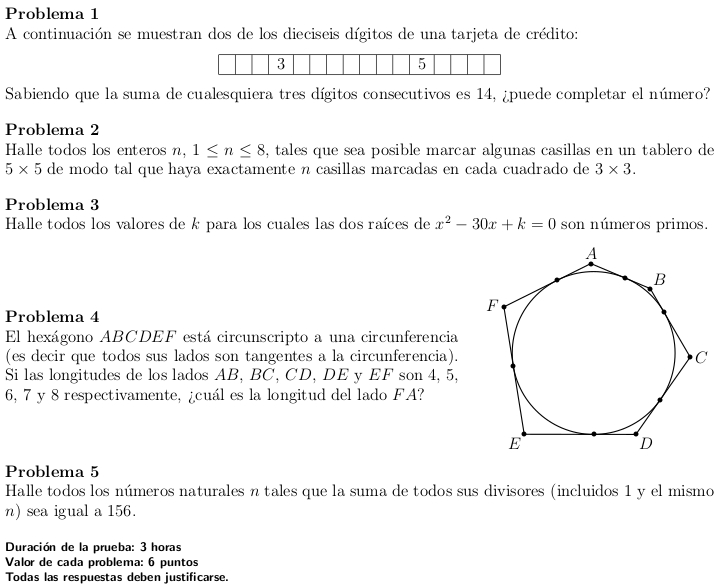 Problema 1
A continuación se muestran dos de los dieciseis dígitos de una tarjeta de crédito:
3 5
Sabiendo que la suma de cualesquiera tres dígitos consecutivos es 14, ¿puede completar el número?
Problema 2
Halle todos los enteros n, 1 ≤ n ≤ 8, tales que sea posible marcar algunas casillas en un tablero de
5 × 5 de modo tal que haya exactamente n casillas marcadas en cada cuadrado de 3 × 3.
Problema 3
Halle todos los valores de k para los cuales las dos raíces de x² − 30x + k = 0 son números primos.
A
B
F
C
E
D
Problema 4
El hexágono ABCDEF está circunscripto a una circunferencia
(es decir que todos sus lados son tangentes a la circunferencia).
Si las longitudes de los lados AB, BC, CD, DE y EF son 4, 5,
6, 7 y 8 respectivamente, ¿cuál es la longitud del lado FA?
Problema 5
Halle todos los números naturales n tales que la suma de todos sus divisores (incluidos 1 y el mismo
n) sea igual a 156.
Duración de la prueba: 3 horas
Valor de cada problema: 6 puntos
Todas las respuestas deben justificarse.